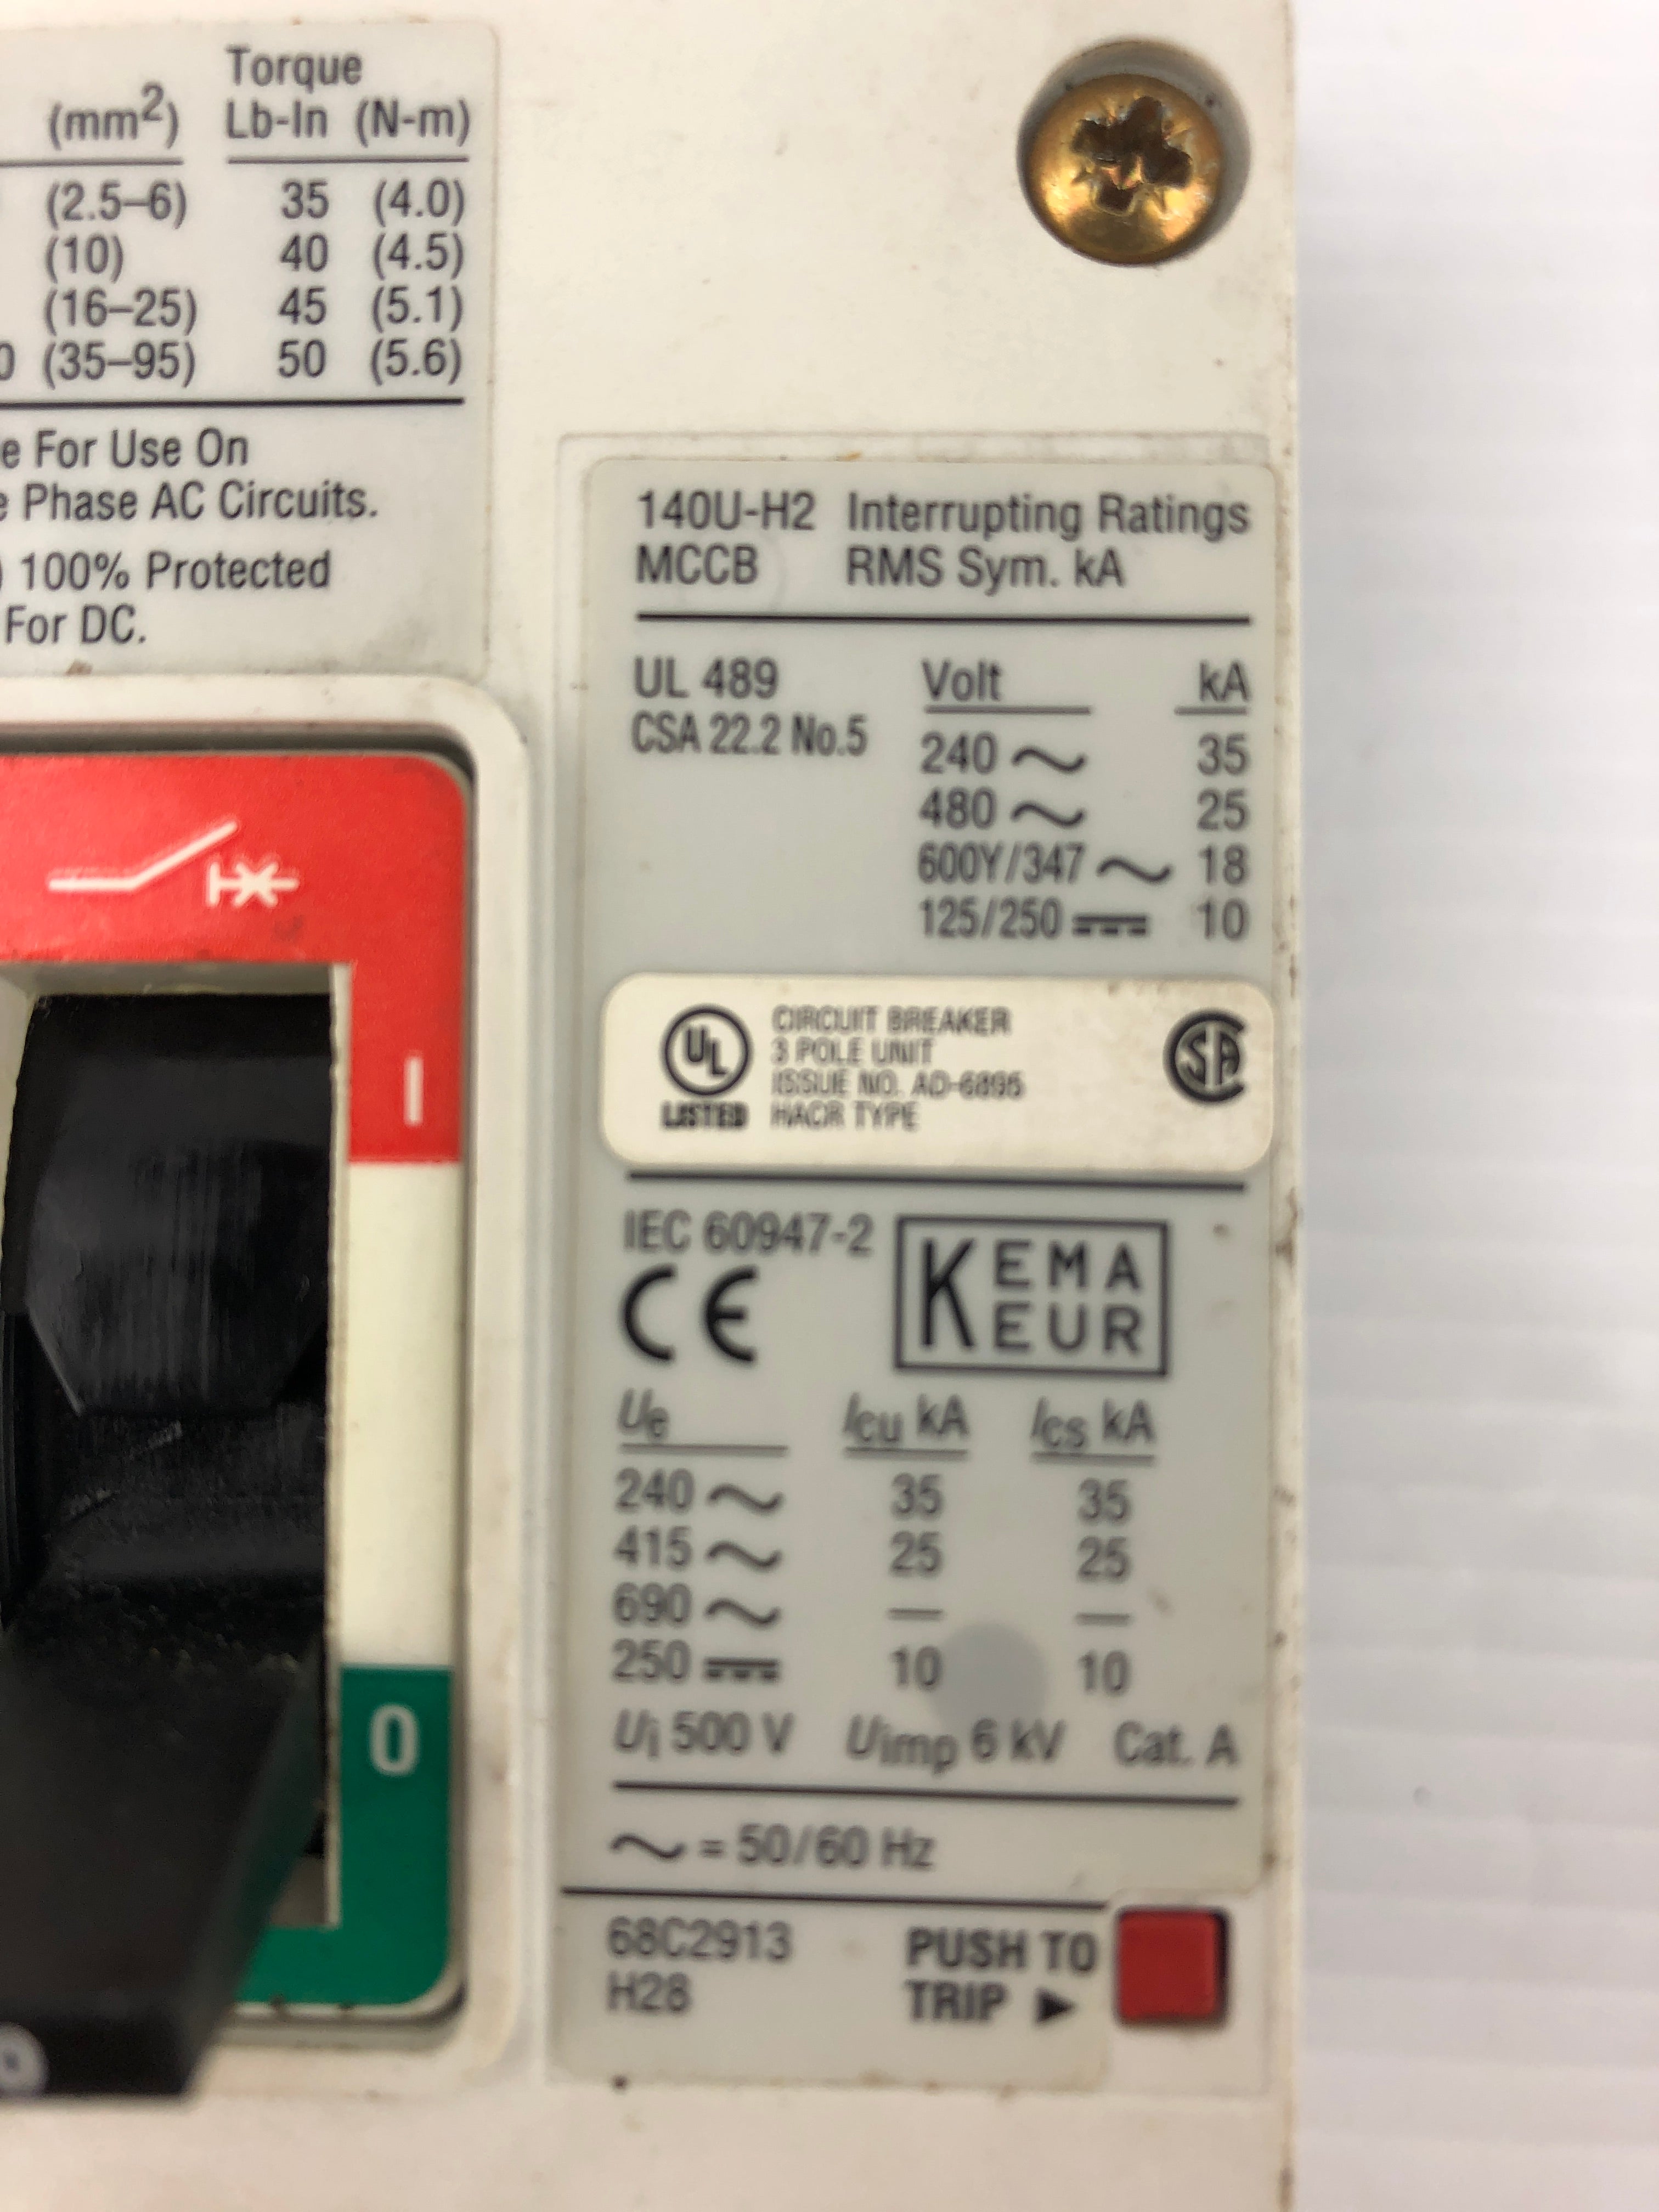 Torque
(mm2) Lb-In (N-m)
(2.5–6) 35 (4.0)
(10) 40 (4.5)
(16–25) 45 (5.1)
0 (35–95) 50 (5.6)
e For Use On
e Phase AC Circuits.
) 100% Protected
For DC.
I
0
140U-H2 Interrupting Ratings
MCCB RMS Sym. kA
UL 489 Volt kA
CSA 22.2 No.5
240 ~ 35
480 ~ 25
600Y/347 ~ 18
125/250 ⎓ 10
UL LISTED
CIRCUIT BREAKER
3 POLE UNIT
ISSUE NO. AD-6895
HACR TYPE
SA
IEC 60947-2
CE
KEMA
EUR
Ue Icu kA Ics kA
240 ~ 35 35
415 ~ 25 25
690 ~ — —
250 ⎓ 10 10
Ui 500 V Uimp 6 kV Cat. A
~ = 50/60 Hz
68C2913 PUSH TO
H28 TRIP ▶